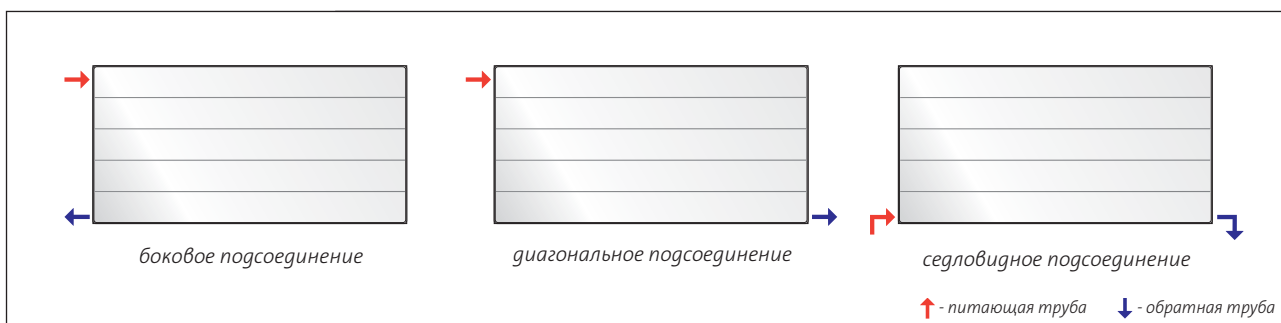 боковое подсоединение
диагональное подсоединение
седловидное подсоединение
- питающая труба
- обратная труба